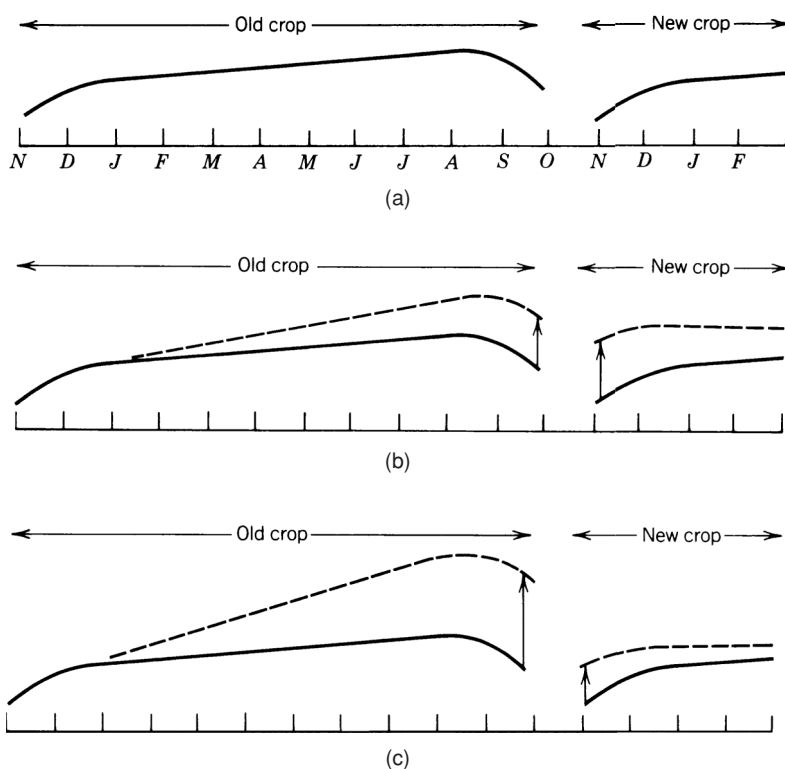 Old crop New crop
N D J F M A M J J A S O N D J F
(a)
Old crop New crop
(b)
Old crop New crop
(c)